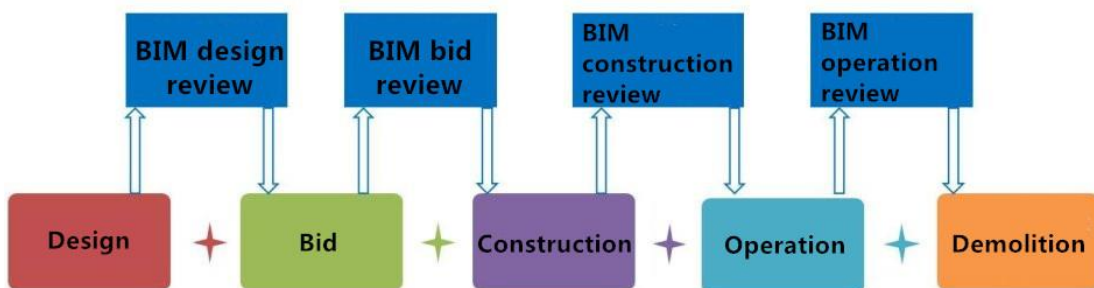 BIM design
review
BIM bid
review
BIM
construction
review
BIM
operation
review
Design
Bid
Construction
Operation
Demolition